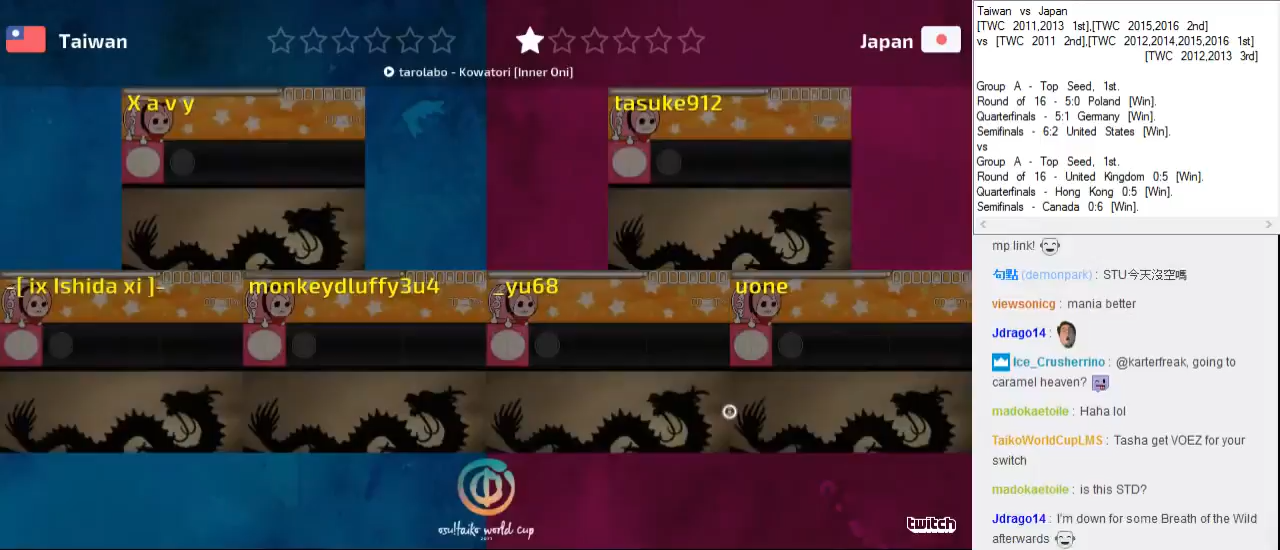 Taiwan
Japan
tarolabo - Kowatori [Inner Oni]
X a v y
tasuke912
-[ ix Ishida xi ]-
monkeydluffy3u4
_yu68
uone
osu!taiko world cup
twitch
Taiwan vs Japan
[TWC 2011,2013 1st],[TWC 2015,2016 2nd]
vs [TWC 2011 2nd],[TWC 2012,2014,2015,2016 1st]
[TWC 2012,2013 3rd]
Group A - Top Seed, 1st.
Round of 16 - 5:0 Poland [Win].
Quarterfinals - 5:1 Germany [Win].
Semifinals - 6:2 United States [Win].
vs
Group A - Top Seed, 1st.
Round of 16 - United Kingdom 0:5 [Win].
Quarterfinals - Hong Kong 0:5 [Win].
Semifinals - Canada 0:6 [Win].
mp link!
句點 (demonpark) : STU今天沒空嗎
viewsonicg : mania better
Jdrago14 :
Ice_Crusherrino : @karterfreak, going to
caramel heaven?
madokaetoile : Haha lol
TaikoWorldCupLMS : Tasha get VOEZ for your
switch
madokaetoile : is this STD?
Jdrago14 : I'm down for some Breath of the Wild
afterwards